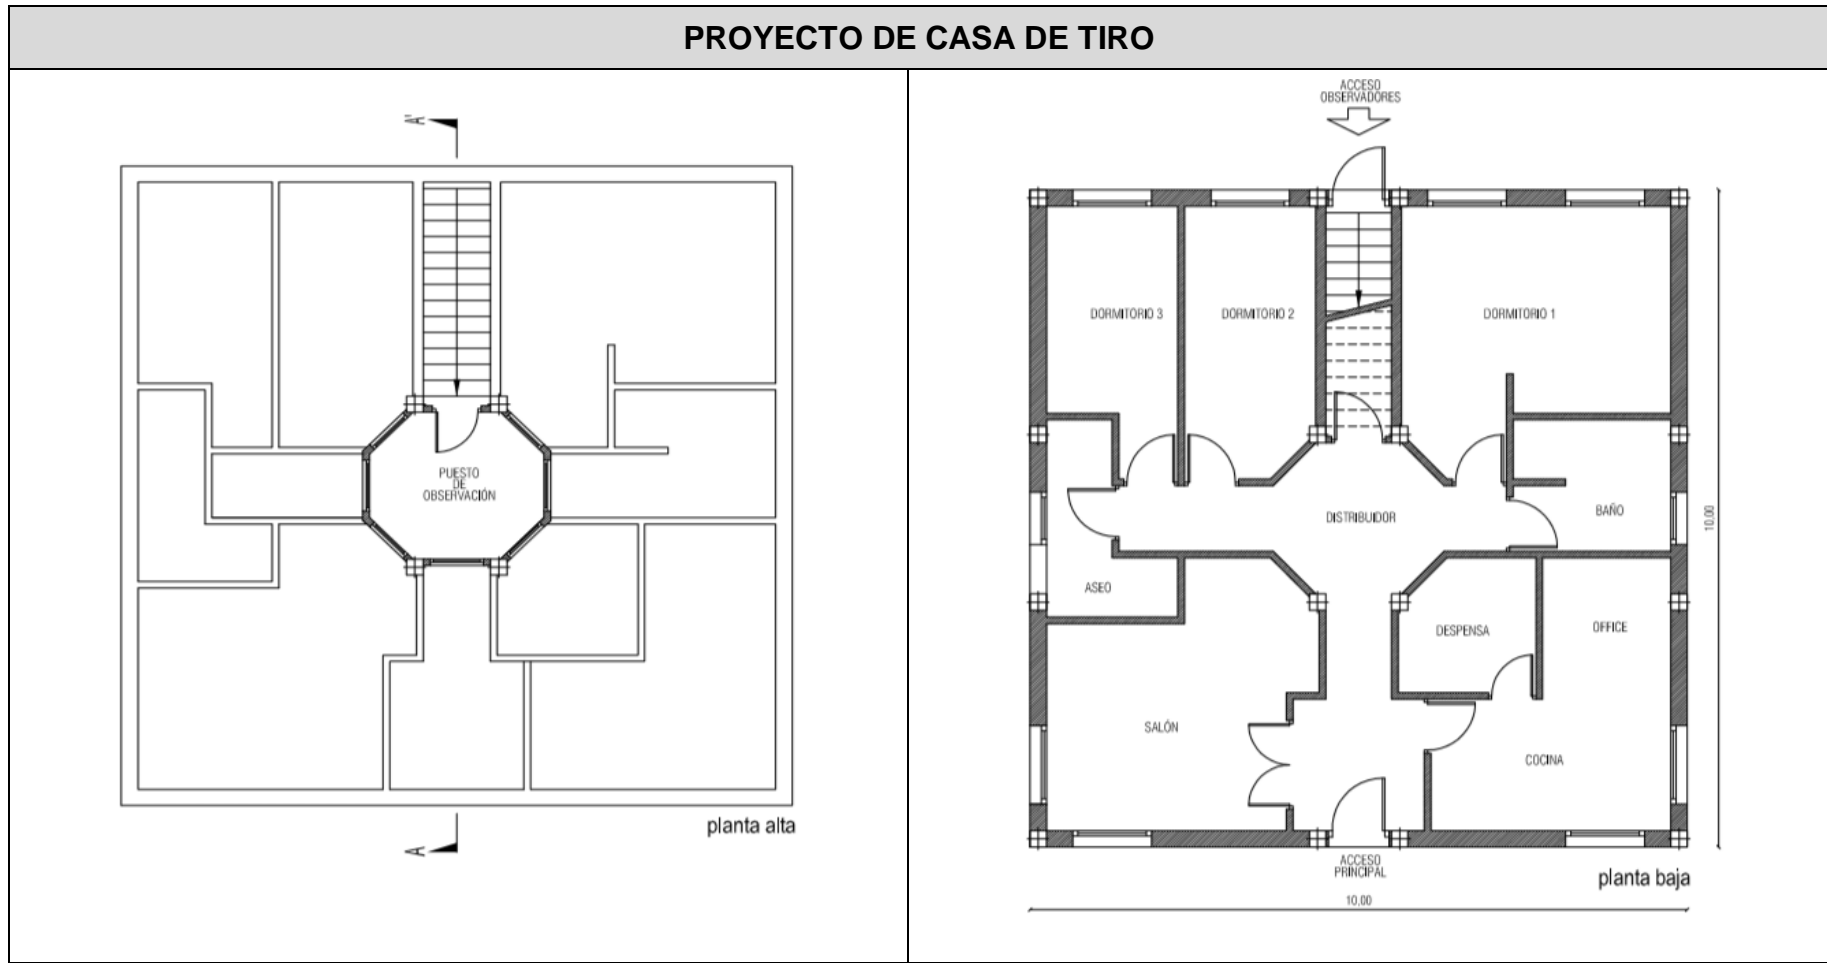 PROYECTO DE CASA DE TIRO
A'
PUESTO
DE
OBSERVACIÓN
A
planta alta
ACCESO
OBSERVADORES
DORMITORIO 3
DORMITORIO 2
DORMITORIO 1
DISTRIBUIDOR
BAÑO
10,00
ASEO
DESPENSA
OFFICE
SALÓN
COCINA
ACCESO
PRINCIPAL
planta baja
10,00